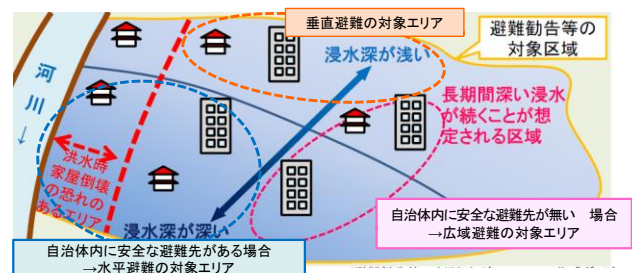 垂直避難の対象エリア
避難勧告等の
対象区域
浸水深が浅い
河
川
↓
長期間深い浸水
が続くことが想
定される区域
洪水時
家屋倒壊
の恐れの
あるエリア
浸水深が深い
自治体内に安全な避難先が無い　場合
→広域避難の対象エリア
自治体内に安全な避難先がある場合
→水平避難の対象エリア